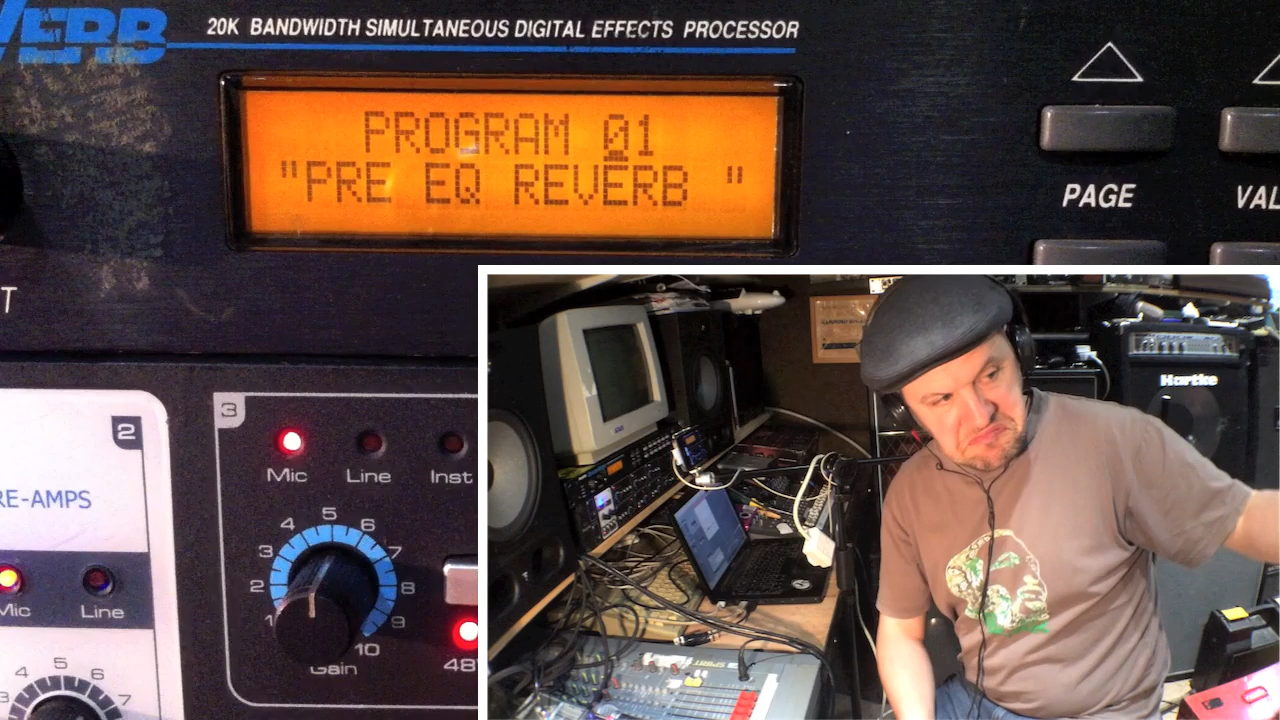 VERB
20K BANDWIDTH SIMULTANEOUS DIGITAL EFFECTS PROCESSOR
PROGRAM 01
"PRE EQ REVERB "
PAGE
VAL
T
2
RE-AMPS
Mic Line
3 4 5 6 7
3
Mic Line Inst
1 2 3 4 5 6 7 8 9 10
Gain
48V
Hartke
SPIRIT